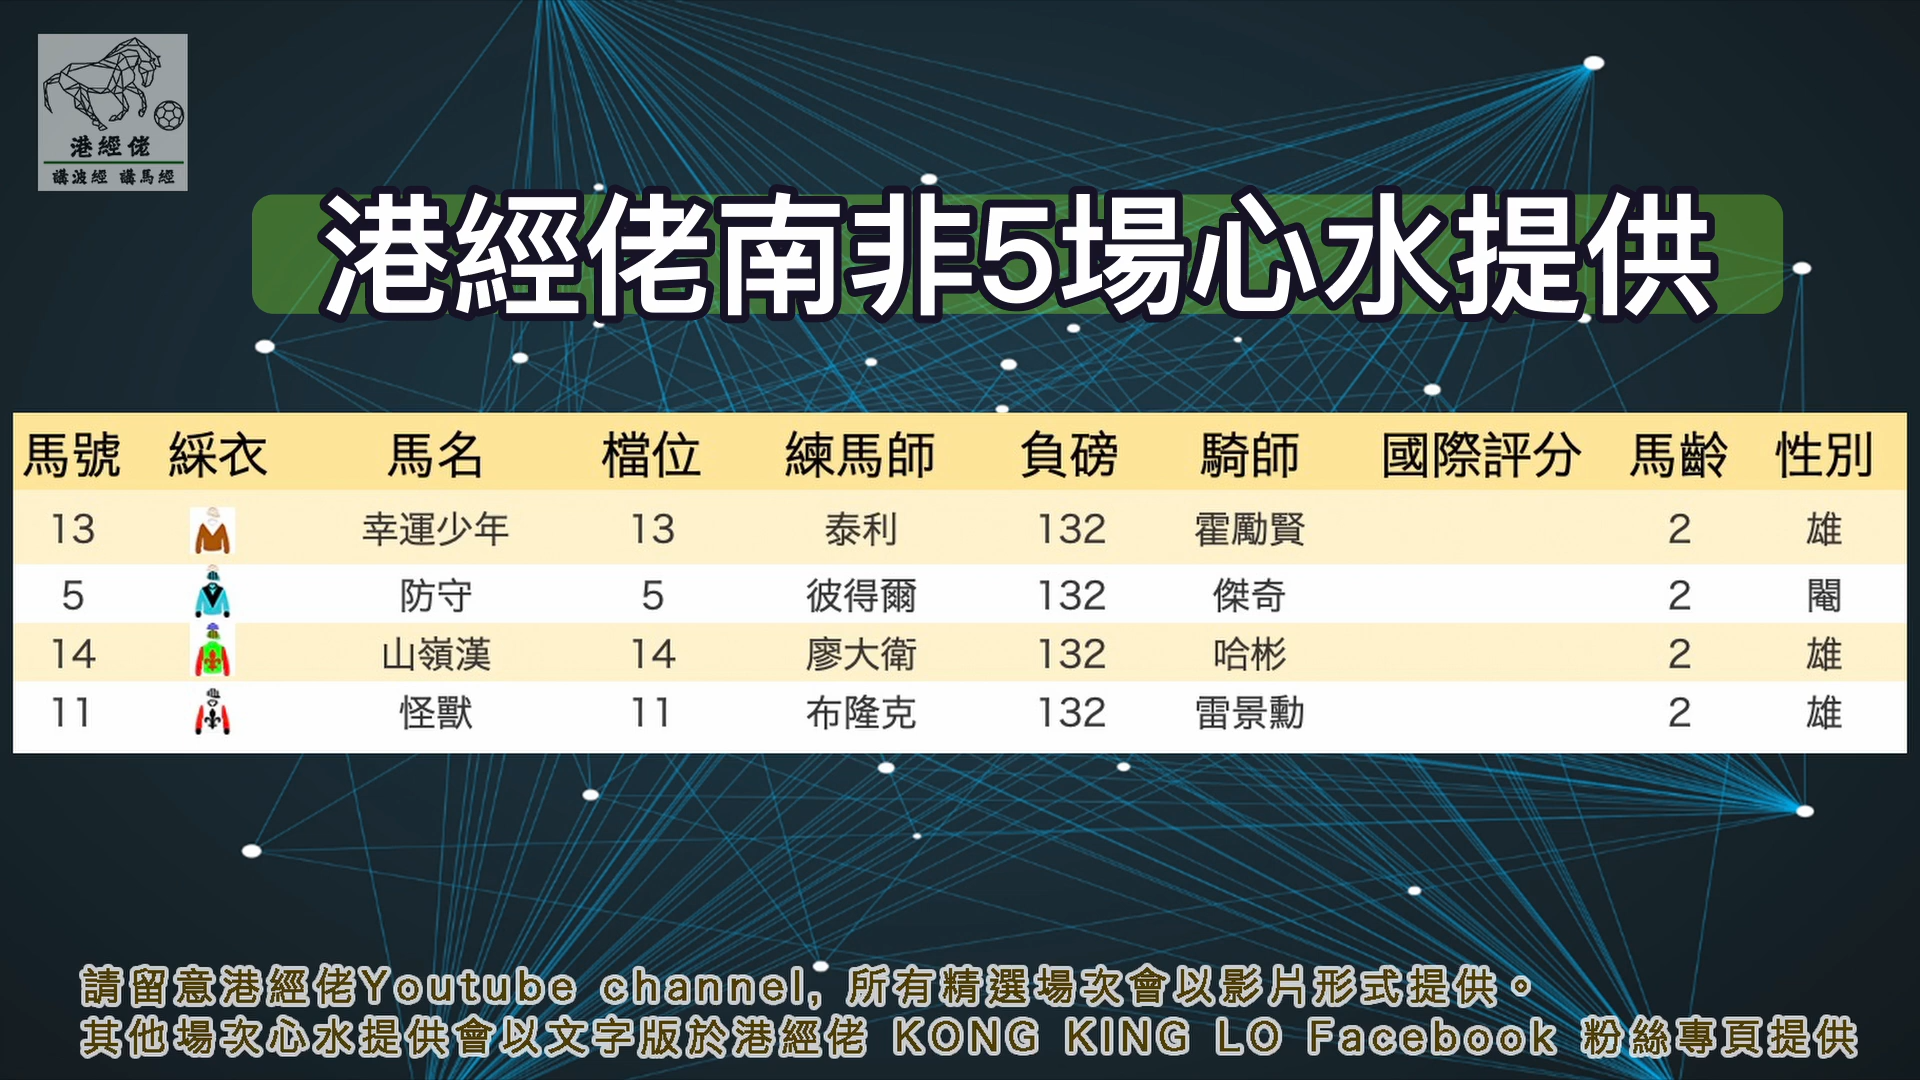 港經佬
講波經 講馬經
港經佬南非5場心水提供
馬號 綵衣 馬名 檔位 練馬師 負磅 騎師 國際評分 馬齡 性別
13 幸運少年 13 泰利 132 霍勵賢 2 雄
5 防守 5 彼得爾 132 傑奇 2 閹
14 山嶺漢 14 廖大衛 132 哈彬 2 雄
11 怪獸 11 布隆克 132 雷景勳 2 雄
請留意港經佬Youtube channel, 所有精選場次會以影片形式提供。
其他場次心水提供會以文字版於港經佬 KONG KING LO Facebook 粉絲專頁提供